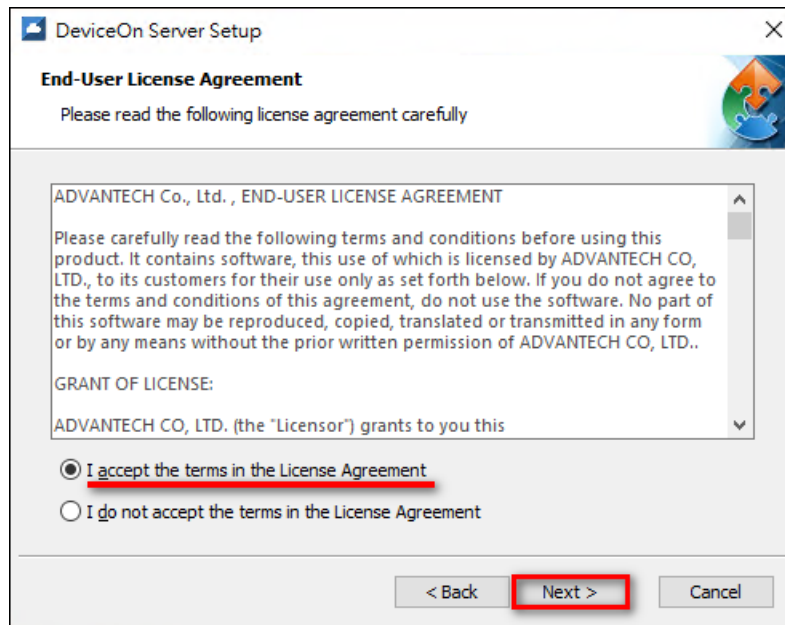 DeviceOn Server Setup
End-User License Agreement
Please read the following license agreement carefully
ADVANTECH Co., Ltd. , END-USER LICENSE AGREEMENT
Please carefully read the following terms and conditions before using this
product. It contains software, this use of which is licensed by ADVANTECH CO,
LTD., to its customers for their use only as set forth below. If you do not agree to
the terms and conditions of this agreement, do not use the software. No part of
this software may be reproduced, copied, translated or transmitted in any form
or by any means without the prior written permission of ADVANTECH CO, LTD..
GRANT OF LICENSE:
ADVANTECH CO, LTD. (the "Licensor") grants to you this
I accept the terms in the License Agreement
I do not accept the terms in the License Agreement
< Back Next > Cancel